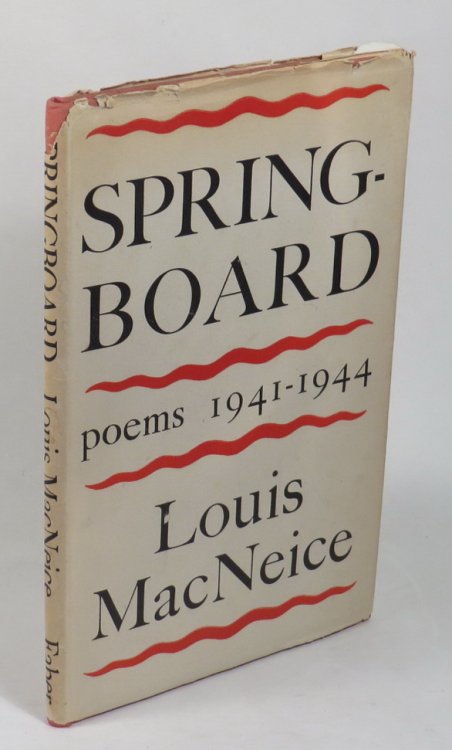 SPRING-
BOARD
poems 1941-1944
Louis
MacNeice
SPRINGBOARD Louis MacNeice Faber